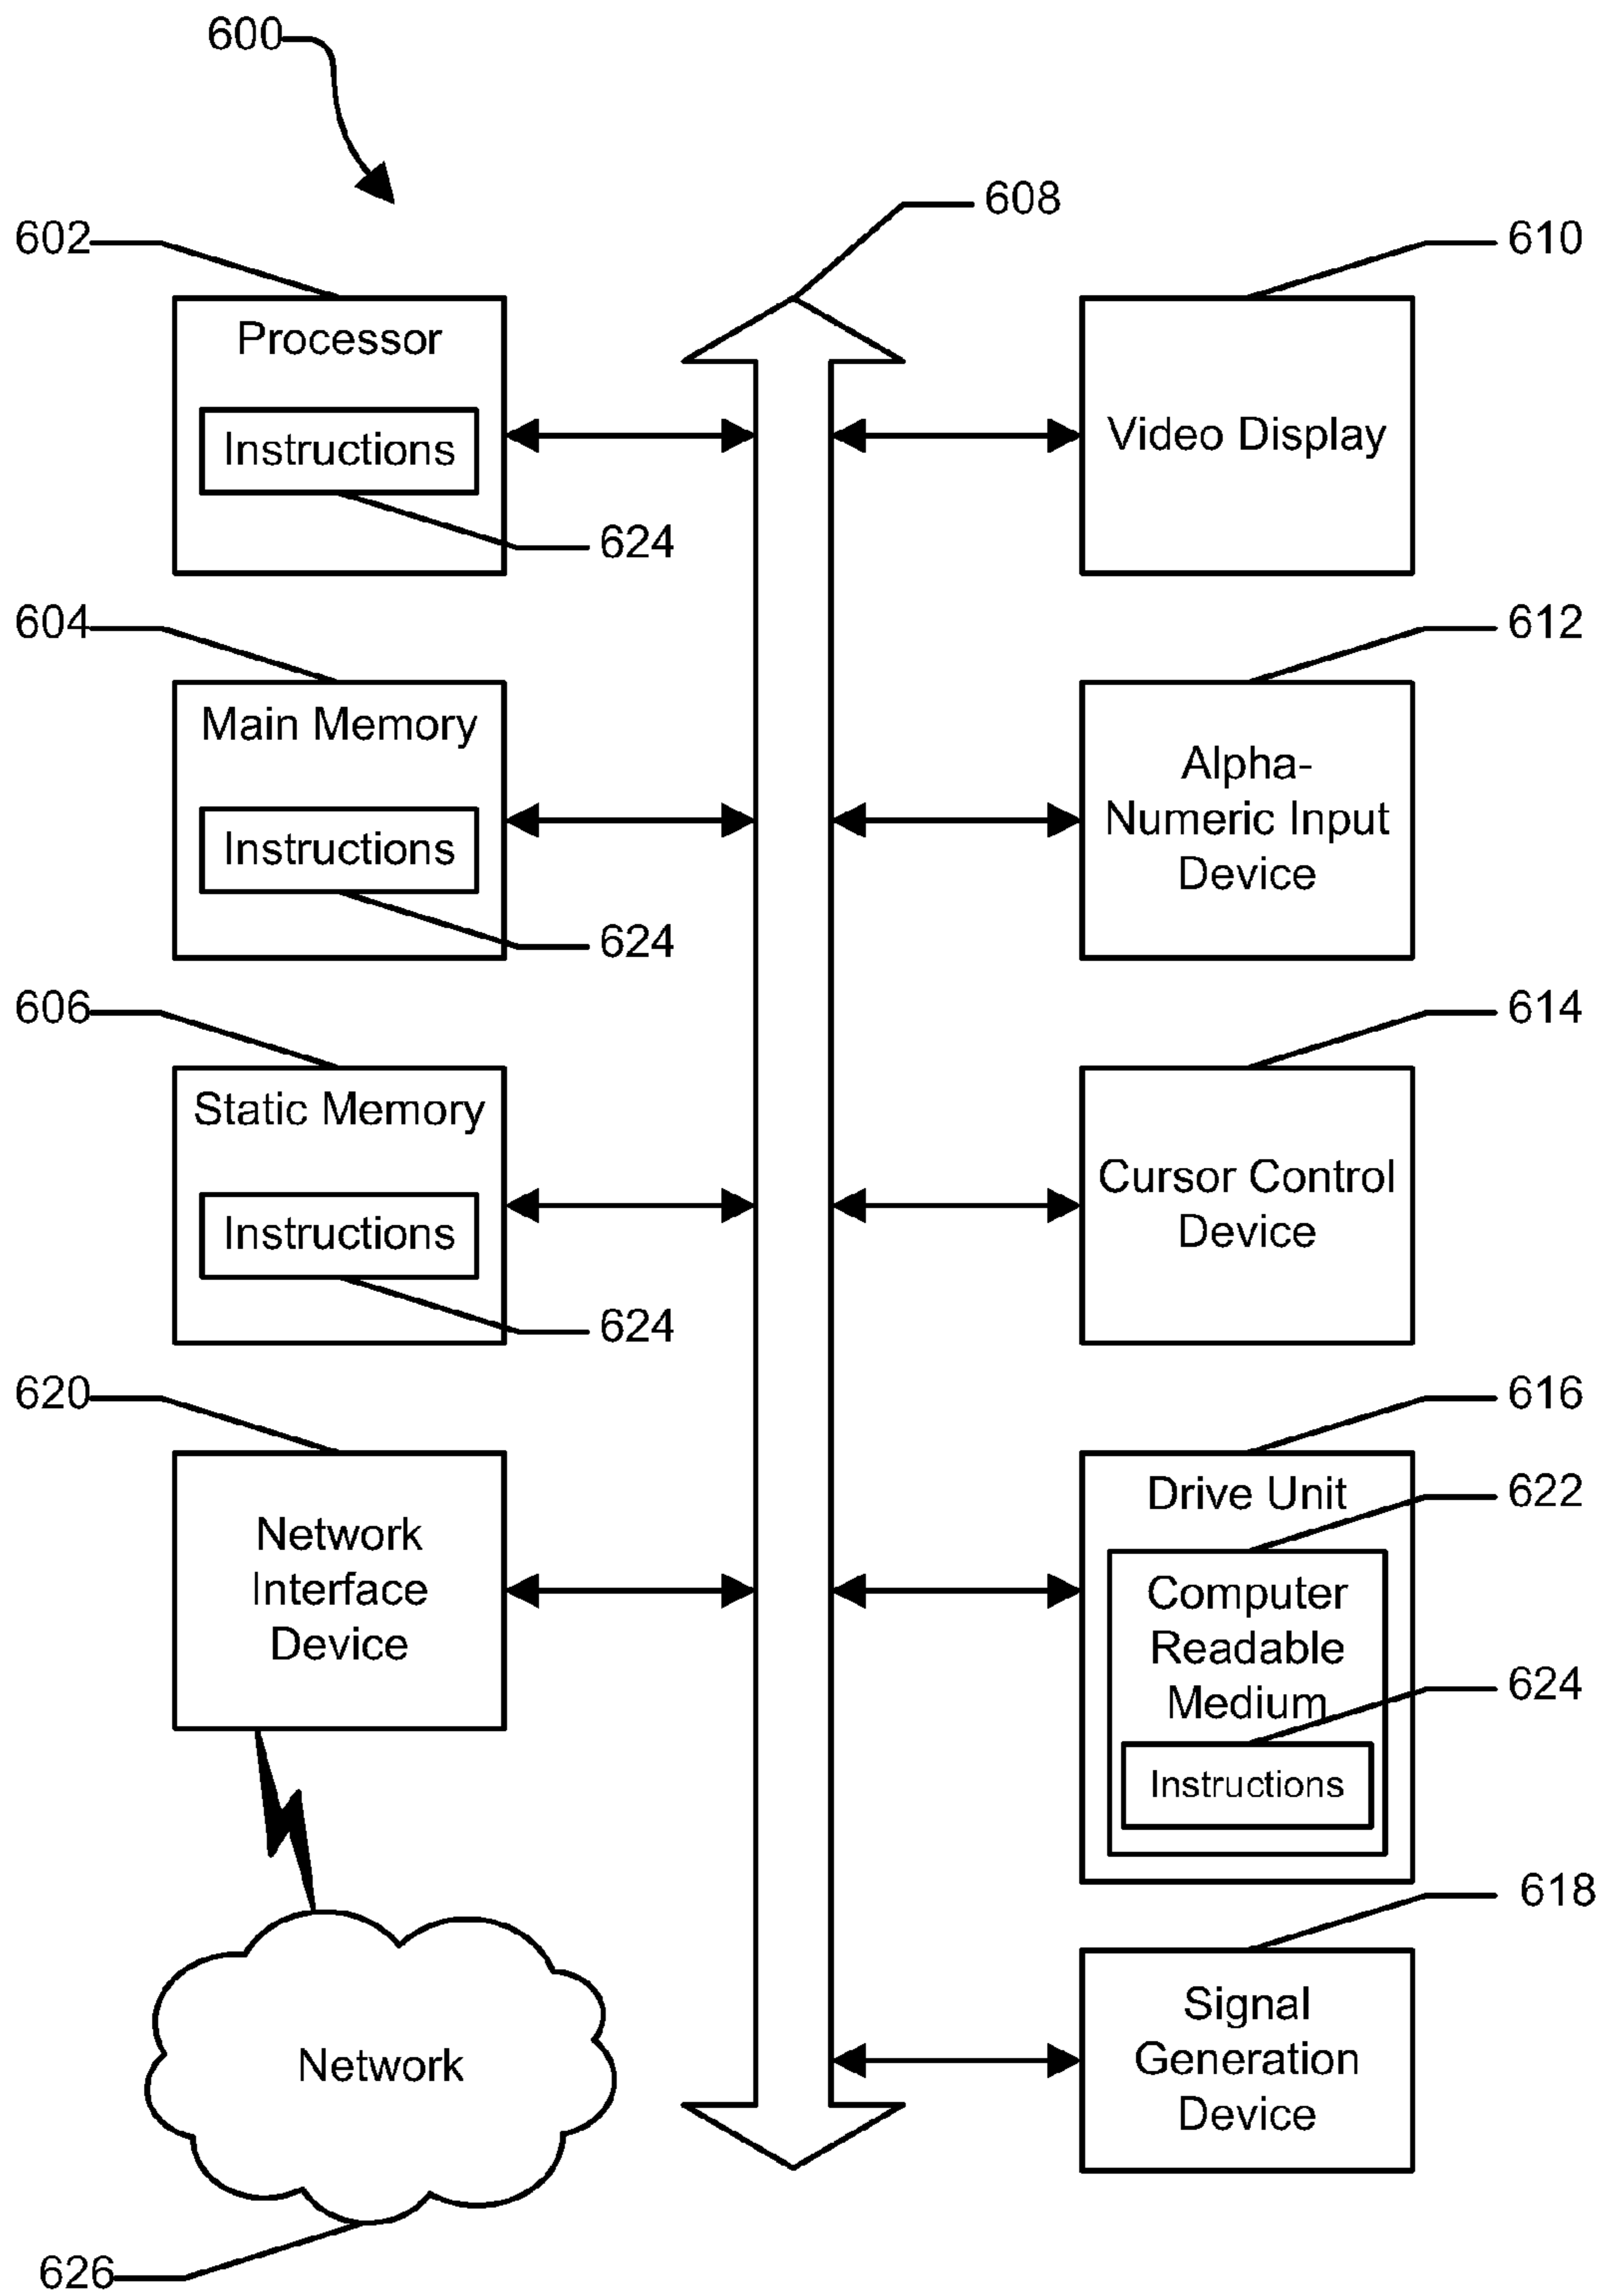 600
608
602
610
Processor
Instructions
Video Display
624
604
612
Main Memory
Instructions
Alpha-
Numeric Input
Device
624
606
614
Static Memory
Instructions
Cursor Control
Device
624
620
616
Network
Interface
Device
Drive Unit
622
Computer
Readable
Medium
624
Instructions
618
Network
Signal
Generation
Device
626